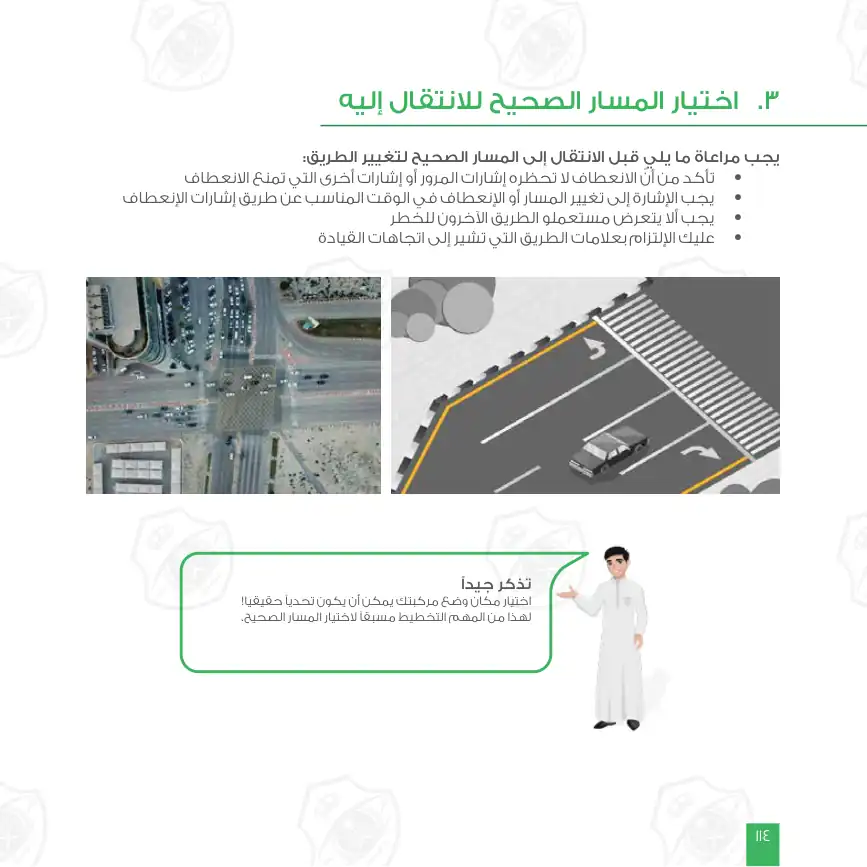 ٣. اختيار المسار الصحيح للانتقال إليه
يجب مراعاة ما يلي قبل الانتقال إلى المسار الصحيح لتغيير الطريق:
• تأكد من أنّ الانعطاف لا تحظره إشارات المرور أو إشارات أخرى التي تمنع الانعطاف
• يجب الإشارة إلى تغيير المسار أو الإنعطاف في الوقت المناسب عن طريق إشارات الإنعطاف
• يجب ألا يتعرض مستعملو الطريق الآخرون للخطر
• عليك الإلتزام بعلامات الطريق التي تشير إلى اتجاهات القيادة
تذكر جيداً
اختيار مكان وضع مركبتك يمكن أن يكون تحدياً حقيقيا!
لهذا من المهم التخطيط مسبقاً لاختيار المسار الصحيح.
١١٤